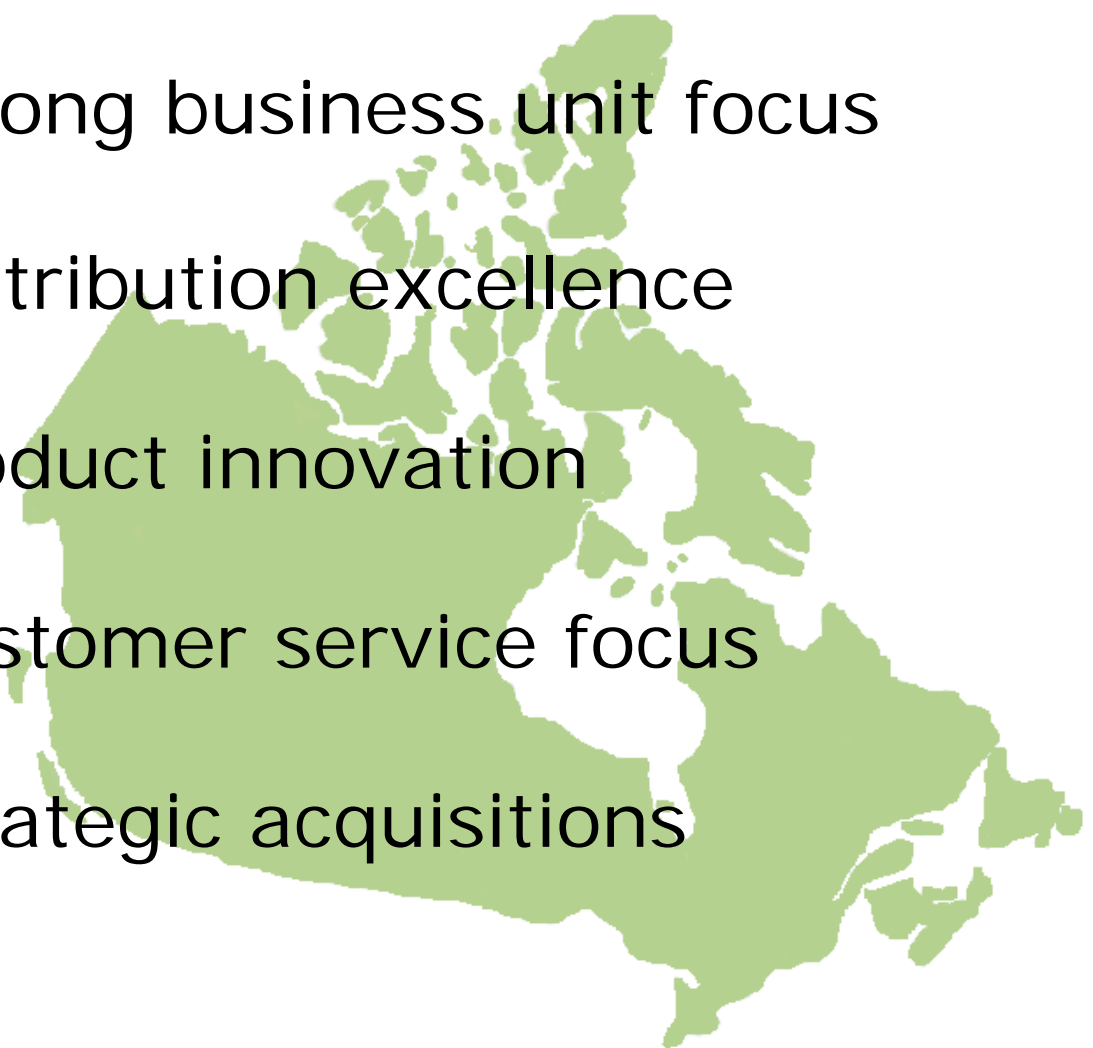 ong business unit focus
tribution excellence
oduct innovation
stomer service focus
ategic acquisitions